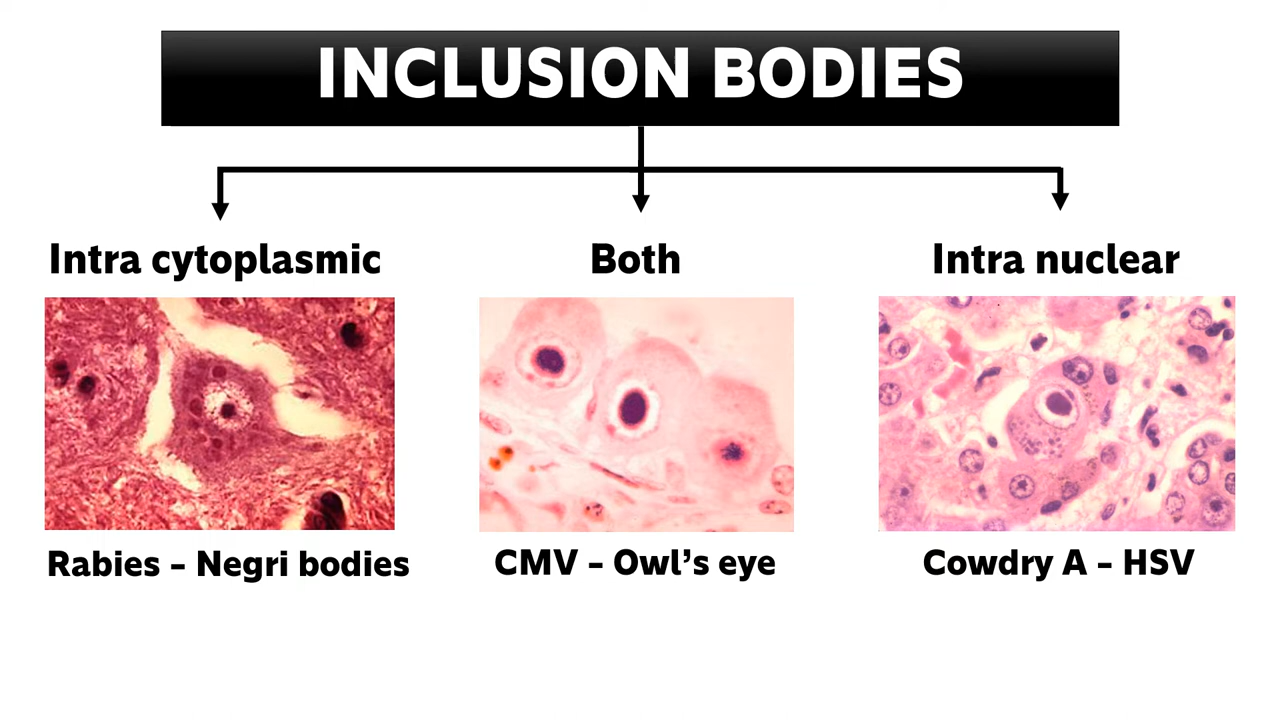 INCLUSION BODIES
Intra cytoplasmic
Both
Intra nuclear
Rabies – Negri bodies
CMV – Owl's eye
Cowdry A – HSV